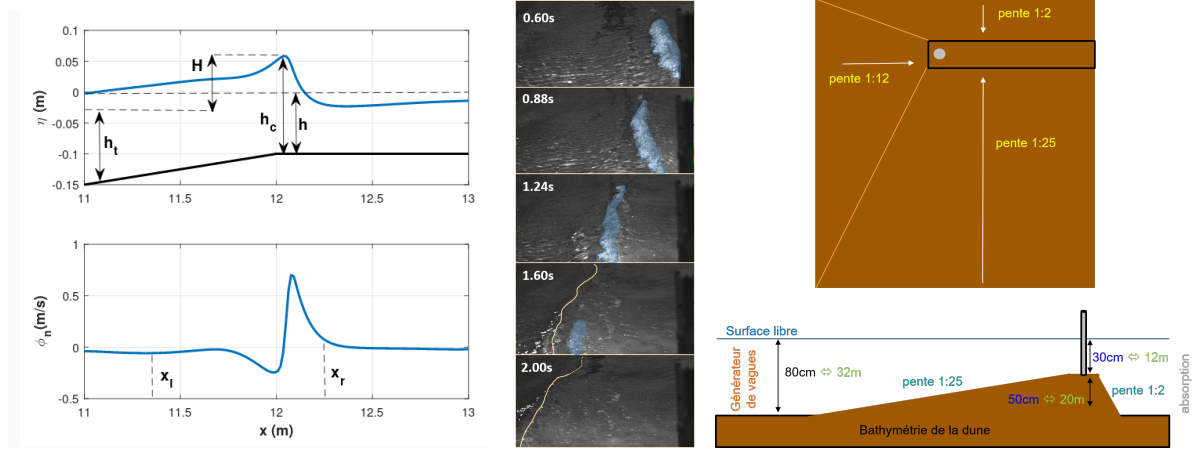 0.1
0.05
0
-0.05
-0.1
-0.15
η (m)
H
h_c
h
h_t
11
11.5
12
12.5
13
1
0.5
0
-0.5
ϕ_n(m/s)
x_l
x_r
11
11.5
12
12.5
13
x (m)
0.60s
0.88s
1.24s
1.60s
2.00s
pente 1:2
pente 1:12
pente 1:25
Surface libre
Générateur
de vagues
80cm ⇔ 32m
pente 1:25
30cm ⇔ 12m
50cm ⇔ 20m
pente 1:2
absorption
Bathymétrie de la dune